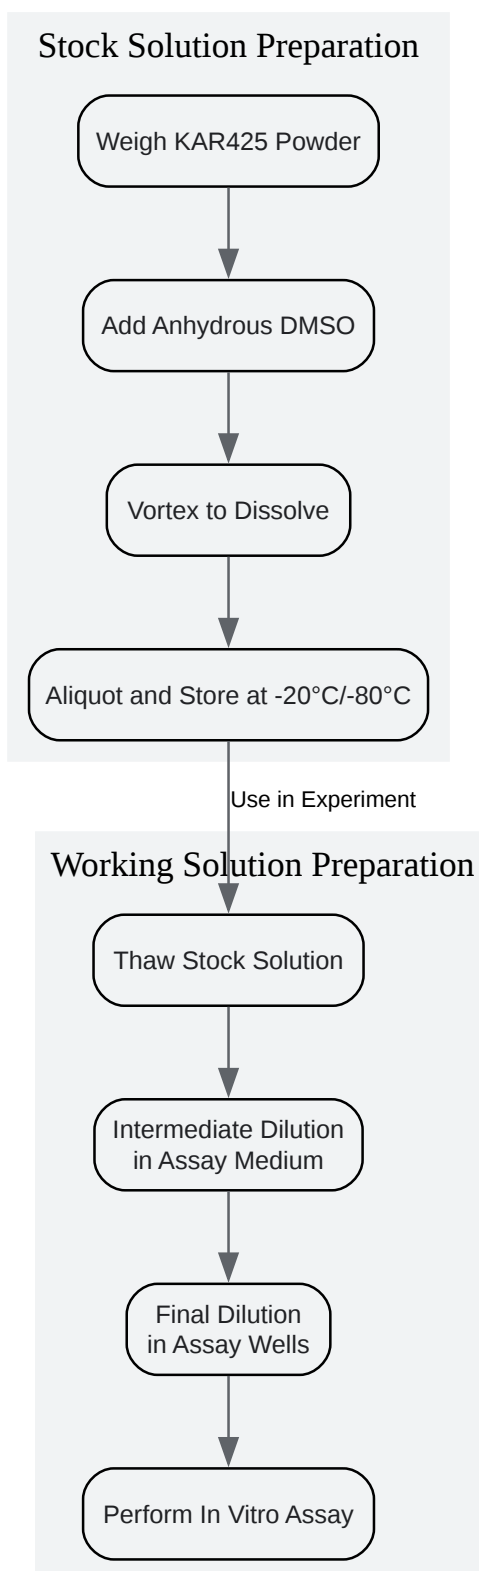 Stock Solution Preparation
Weigh KAR425 Powder
Add Anhydrous DMSO
Vortex to Dissolve
Aliquot and Store at -20°C/-80°C
Use in Experiment
Working Solution Preparation
Thaw Stock Solution
Intermediate Dilution
in Assay Medium
Final Dilution
in Assay Wells
Perform In Vitro Assay